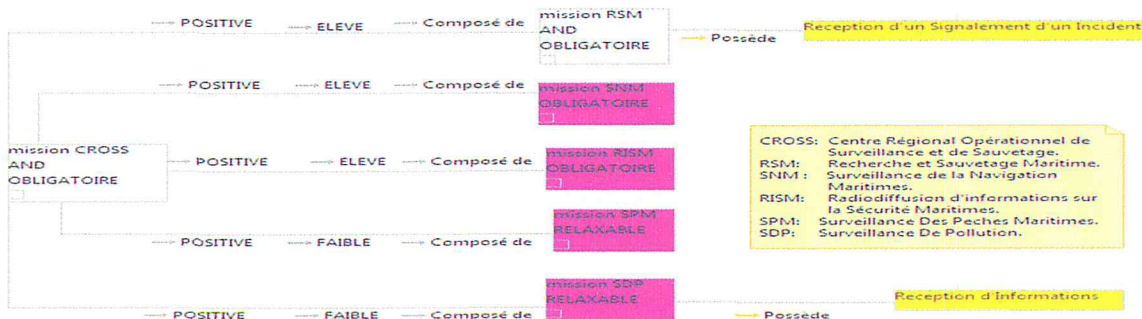 POSITIVE ELEVE Composé de
mission RSM
AND
OBLIGATOIRE
Possède
Reception d'un Signalement d'un Incident
POSITIVE ELEVE Composé de
mission SNM
OBLIGATOIRE
mission CROSS
AND
OBLIGATOIRE
POSITIVE ELEVE Composé de
mission RISM
OBLIGATOIRE
POSITIVE FAIBLE Composé de
mission SPM
RELAXABLE
POSITIVE FAIBLE Composé de
mission SDP
RELAXABLE
Possède
Reception d'Informations
CROSS: Centre Régional Opérationnel de
Surveillance et de Sauvetage.
RSM: Recherche et Sauvetage Maritime.
SNM : Surveillance de la Navigation
Maritimes.
RISM: Radiodiffusion d'informations sur
la Sécurité Maritimes.
SPM: Surveillance Des Peches Maritimes.
SDP: Surveillance De Pollution.